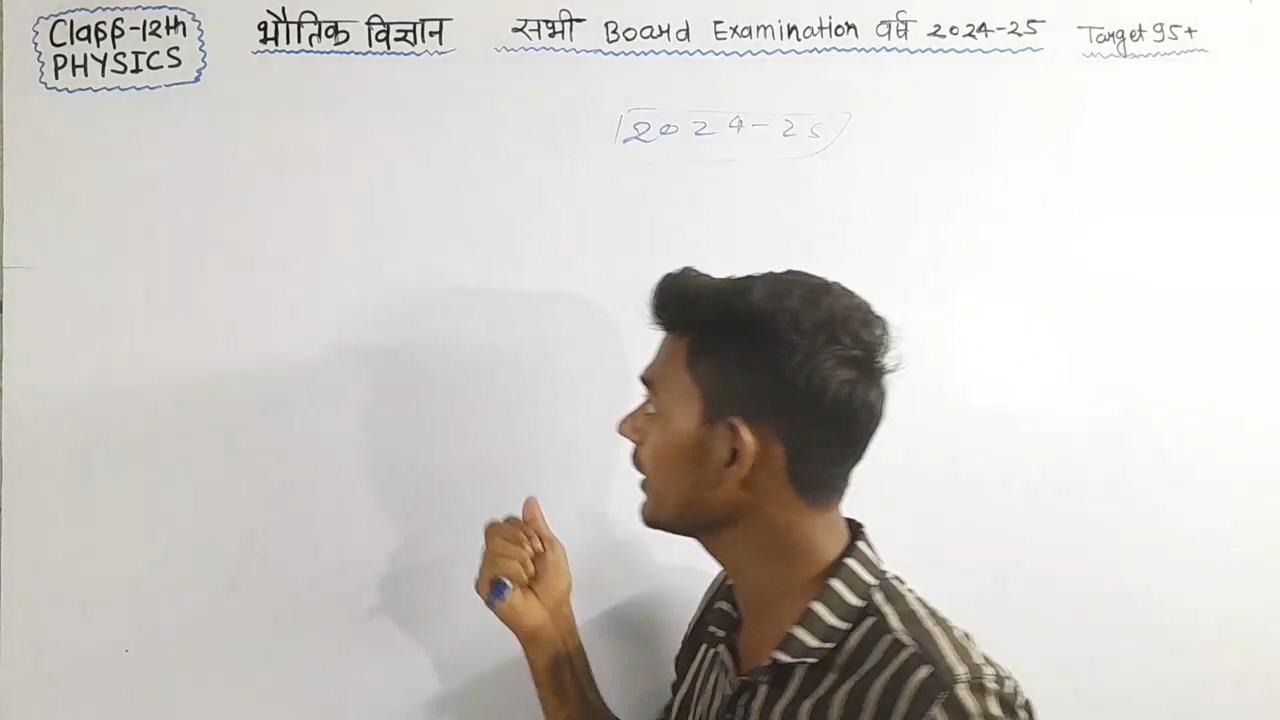 Class-12th
PHYSICS
भौतिक विज्ञान
सभी Board Examination वर्ष 2024-25
Target 95+
2024-25